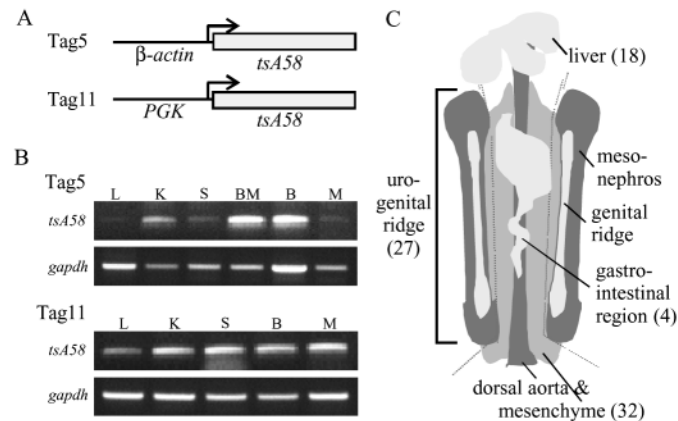 A
Tag5
β-actin
tsA58
Tag11
PGK
tsA58
B
Tag5
L K S BM B M
tsA58
gapdh
Tag11
L K S B M
tsA58
gapdh
C
liver (18)
uro-
genital
ridge
(27)
meso-
nephros
genital
ridge
gastro-
intestinal
region (4)
dorsal aorta &
mesenchyme (32)